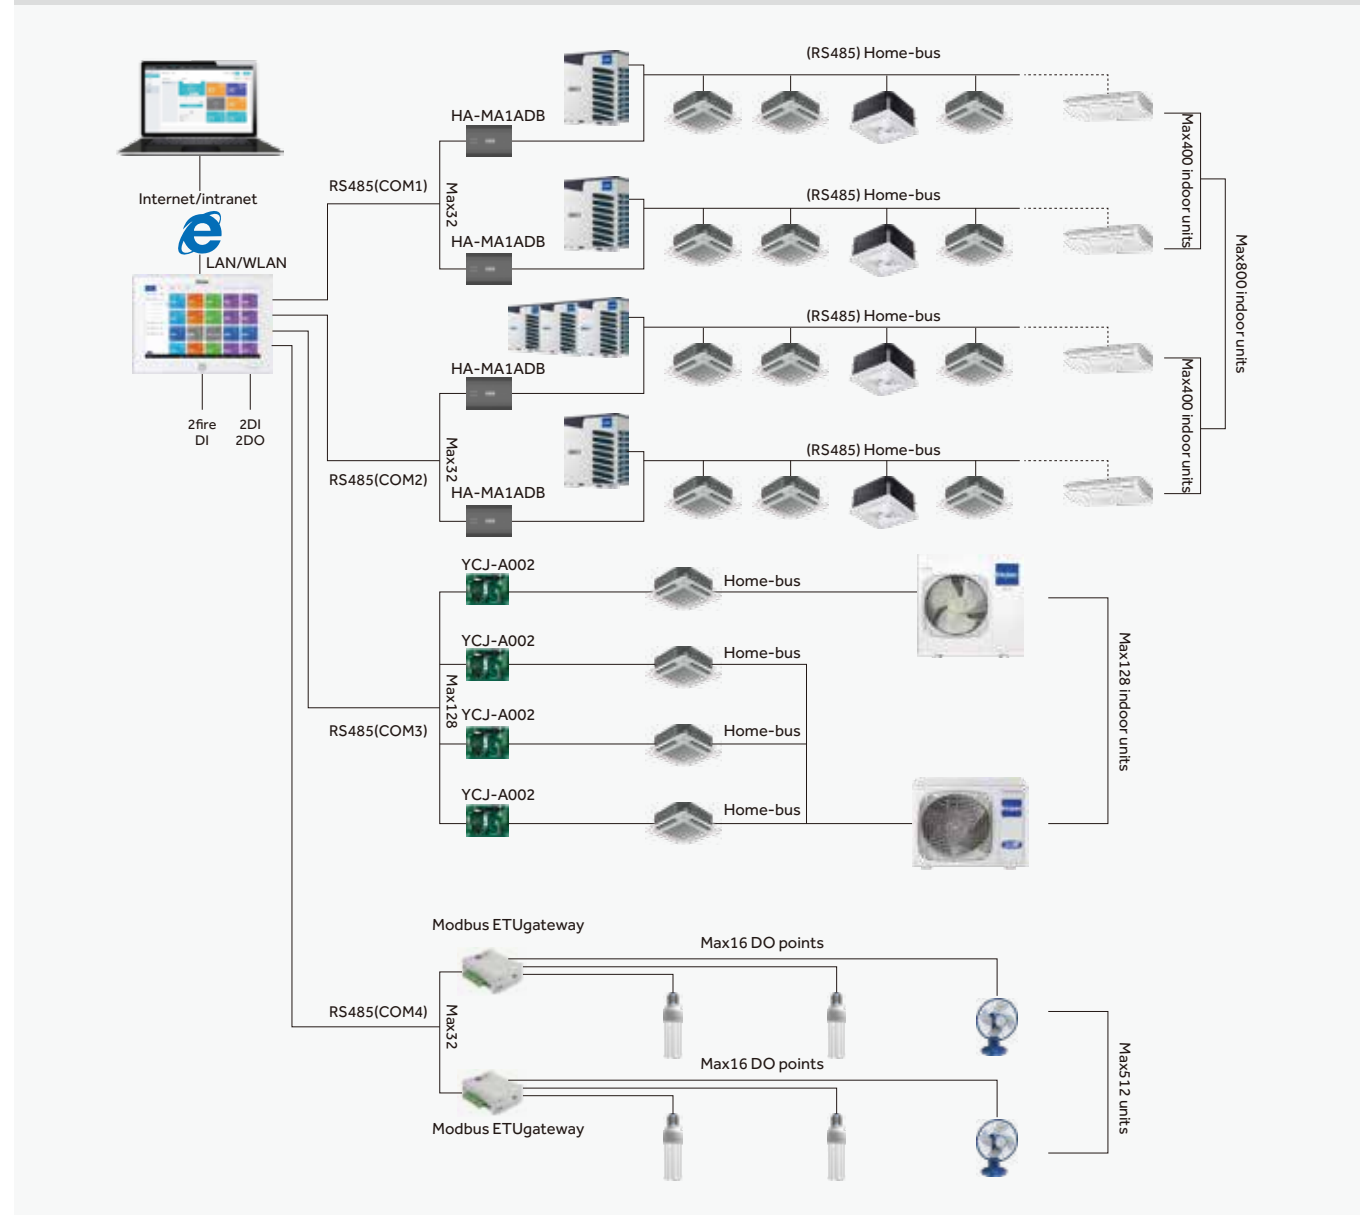 (RS485) Home-bus
HA-MA1ADB
RS485(COM1)
Max32
Max400 indoor units
Internet/intranet
(RS485) Home-bus
HA-MA1ADB
LAN/WLAN
Max800 indoor units
(RS485) Home-bus
HA-MA1ADB
Max400 indoor units
2fire
DI
2DI
2DO
(RS485) Home-bus
Max32
RS485(COM2)
HA-MA1ADB
YCJ-A002
Home-bus
YCJ-A002
Home-bus
Max128 indoor units
Max128
YCJ-A002
RS485(COM3)
Home-bus
YCJ-A002
Home-bus
Modbus ETUgateway
Max16 DO points
RS485(COM4)
Max32
Max16 DO points
Max512 units
Modbus ETUgateway